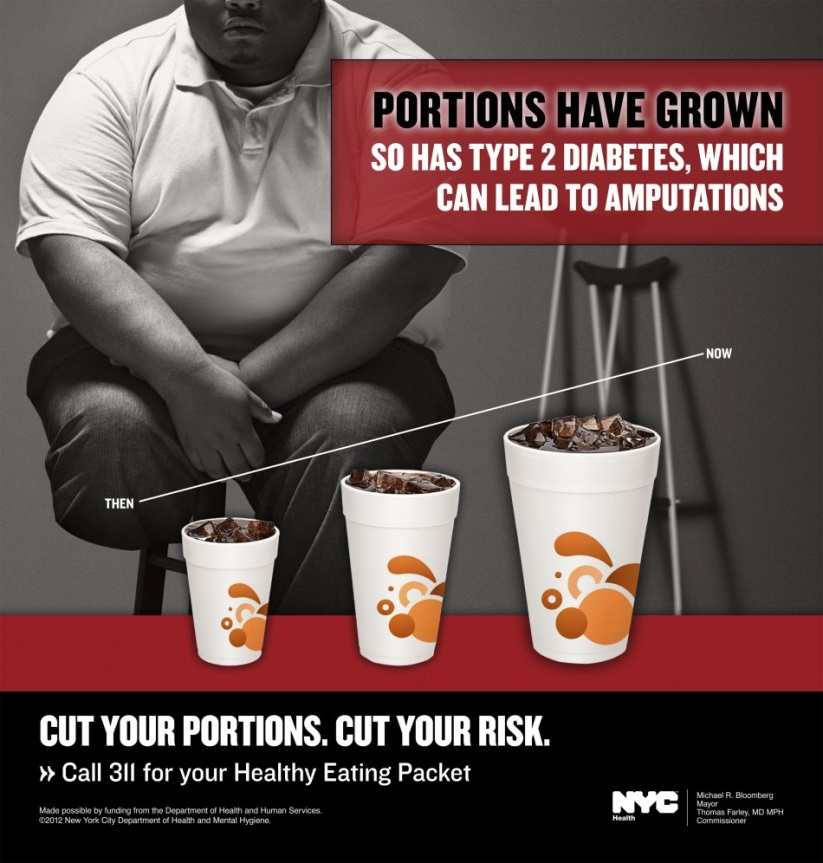 PORTIONS HAVE GROWN
SO HAS TYPE 2 DIABETES, WHICH
CAN LEAD TO AMPUTATIONS
NOW
THEN
CUT YOUR PORTIONS. CUT YOUR RISK.
» Call 311 for your Healthy Eating Packet
Made possible by funding from the Department of Health and Human Services.
©2012 New York City Department of Health and Mental Hygiene.
NYC
Health
Michael R. Bloomberg
Mayor
Thomas Farley, MD MPH
Commissioner